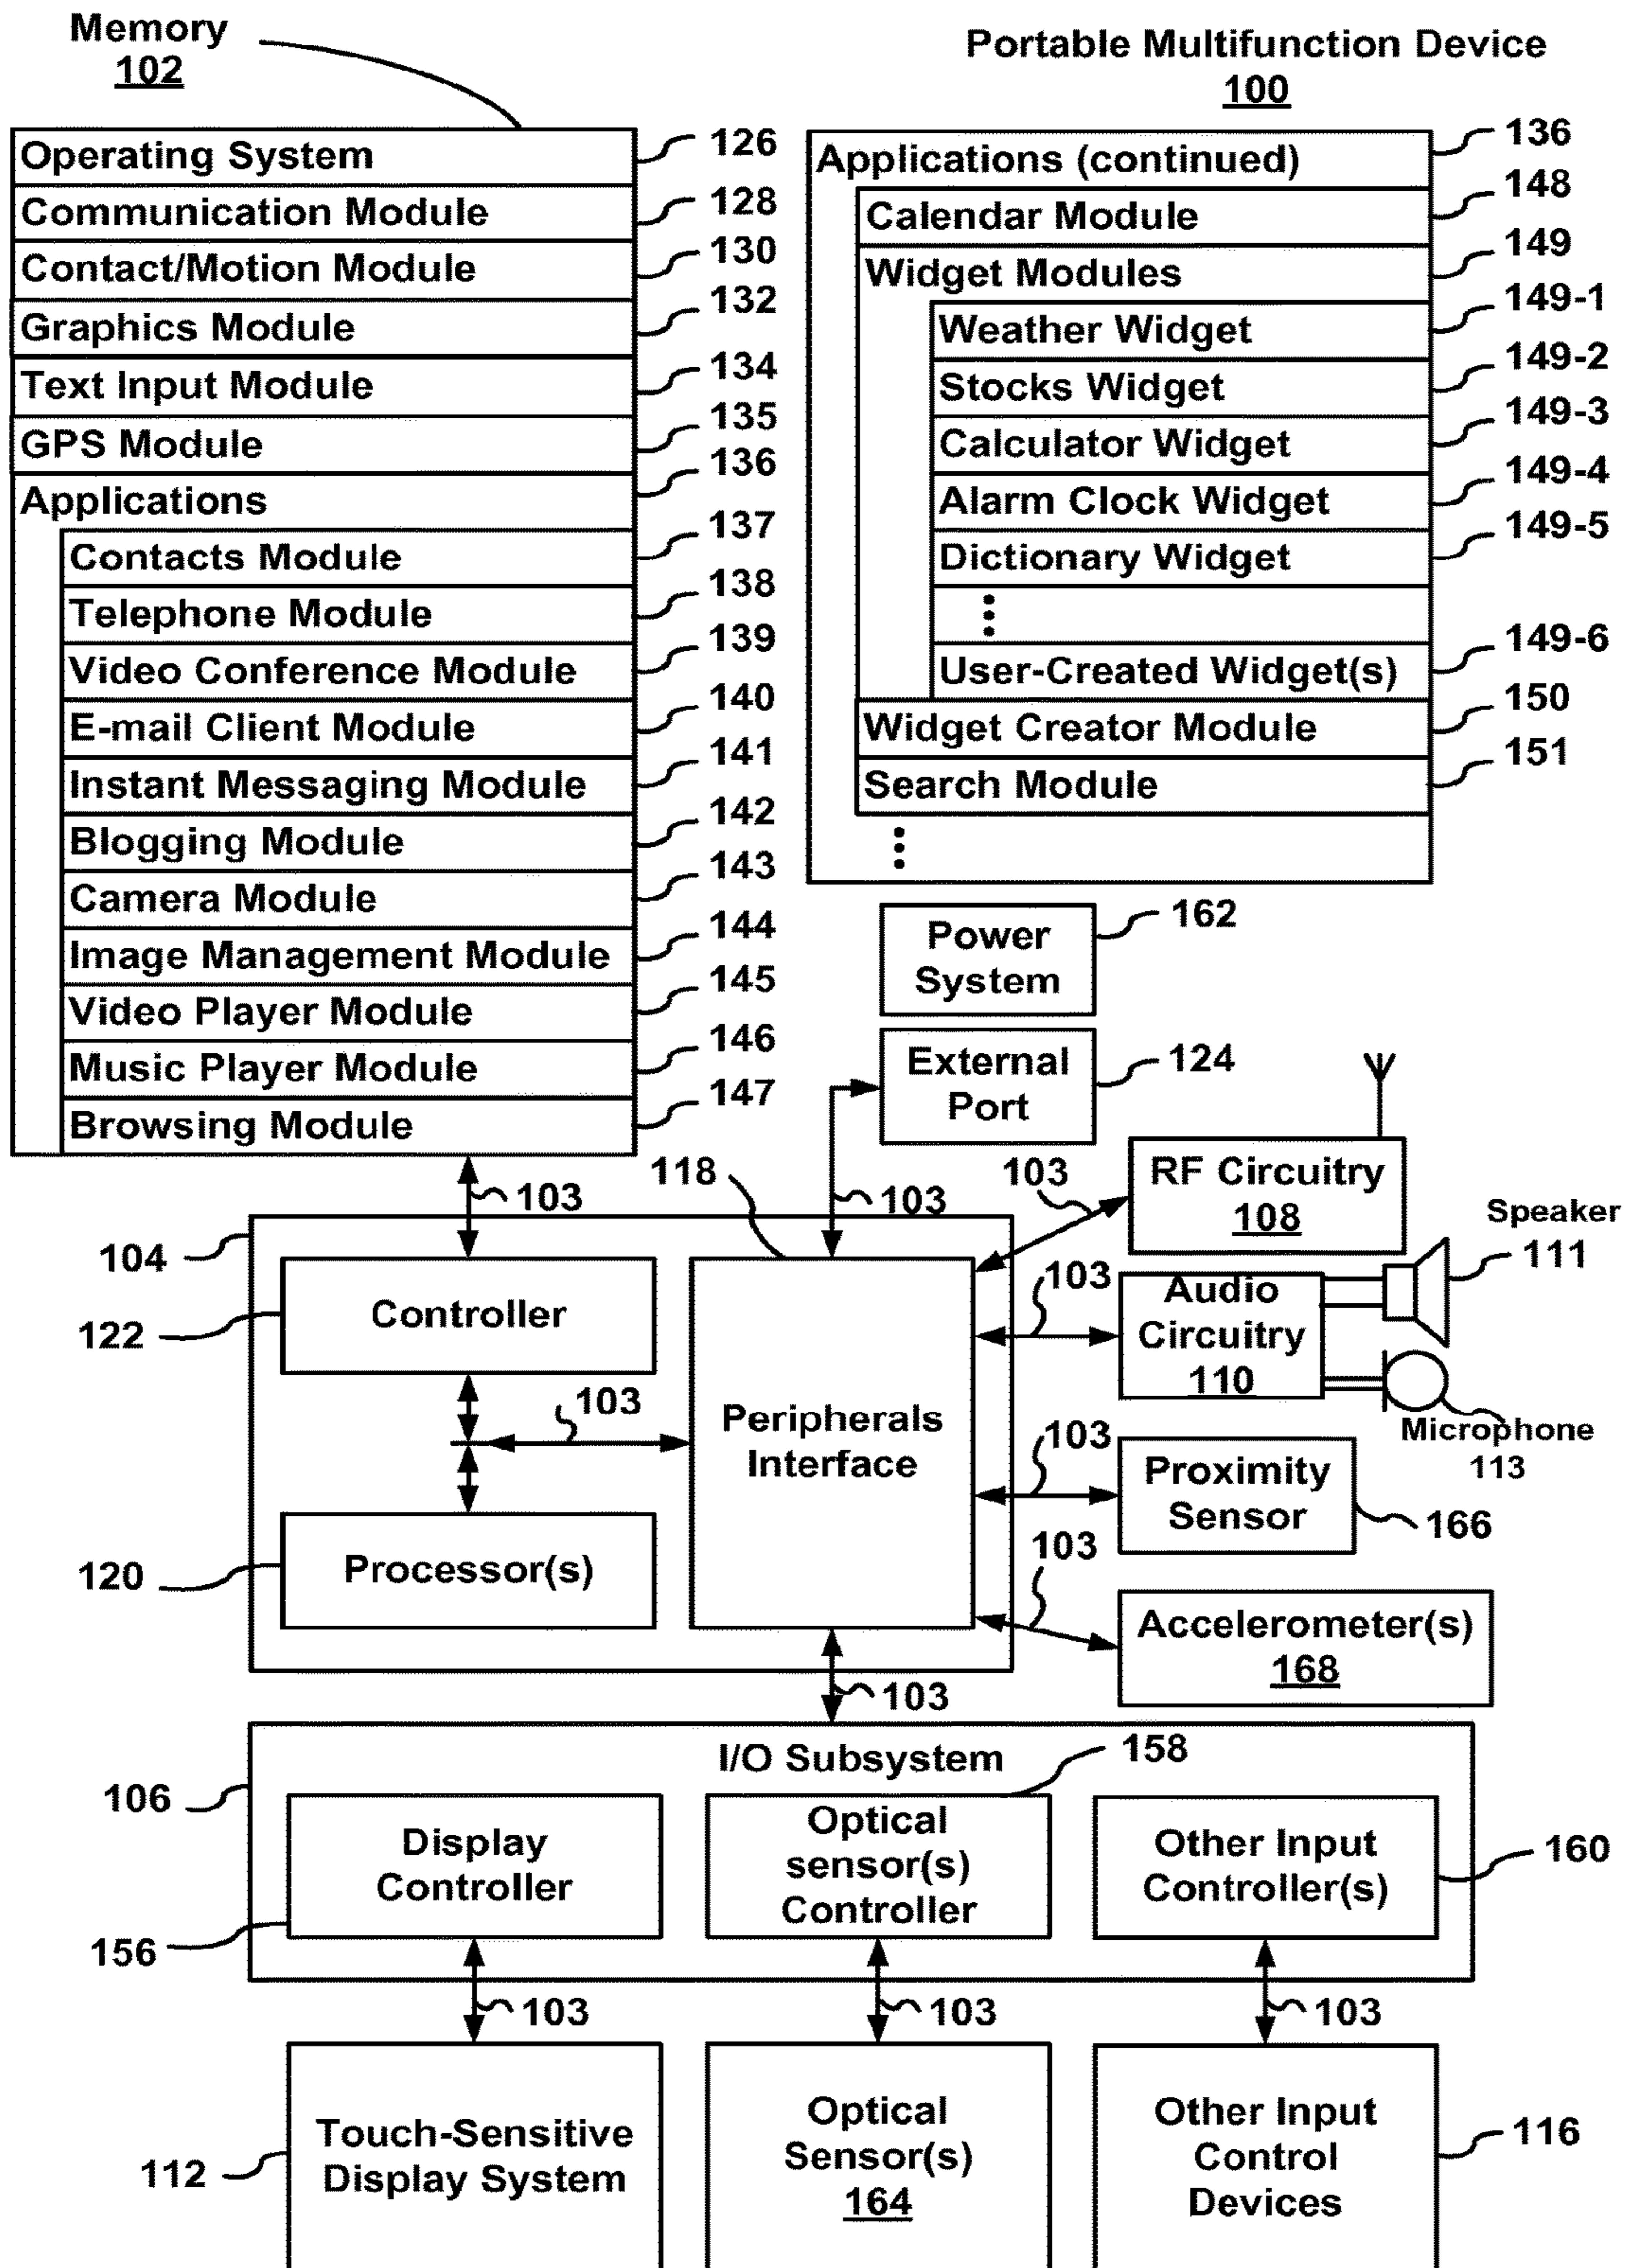 Memory
102
Portable Multifunction Device
100
Operating System
126
Communication Module
128
Contact/Motion Module
130
Graphics Module
132
Text Input Module
134
GPS Module
135
Applications
136
Contacts Module
137
Telephone Module
138
Video Conference Module
139
E-mail Client Module
140
Instant Messaging Module
141
Blogging Module
142
Camera Module
143
Image Management Module
144
Video Player Module
145
Music Player Module
146
Browsing Module
147
Applications (continued)
136
Calendar Module
148
Widget Modules
149
Weather Widget
149-1
Stocks Widget
149-2
Calculator Widget
149-3
Alarm Clock Widget
149-4
Dictionary Widget
149-5
User-Created Widget(s)
149-6
Widget Creator Module
150
Search Module
151
Power
System
162
External
Port
124
103
118
103
103
RF Circuitry
108
Speaker
111
104
Controller
122
103
Audio
Circuitry
110
103
Peripherals
Interface
Microphone
113
103
Proximity
Sensor
166
Processor(s)
120
103
Accelerometer(s)
168
103
I/O Subsystem
106
158
Display
Controller
156
Optical
sensor(s)
Controller
Other Input
Controller(s)
160
103
103
103
Touch-Sensitive
Display System
112
Optical
Sensor(s)
164
Other Input
Control
Devices
116